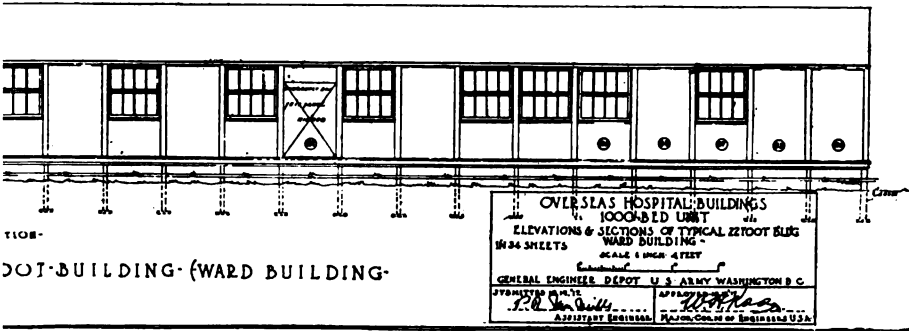 OVERSEAS HOSPITAL BUILDINGS
1000-BED UNIT
ELEVATIONS & SECTIONS OF TYPICAL 22 FOOT BLDG
IN 34 SHEETS WARD BUILDING-
SCALE 1 INCH 4 FEET
GENERAL ENGINEER DEPOT U S ARMY WASHINGTON D C
SUBMITTED
APPROVED
ASSISTANT ENGINEER
MAJOR, CORPS OF ENGINEERS U.S.A.
TION-
OOT-BUILDING-(WARD BUILDING-